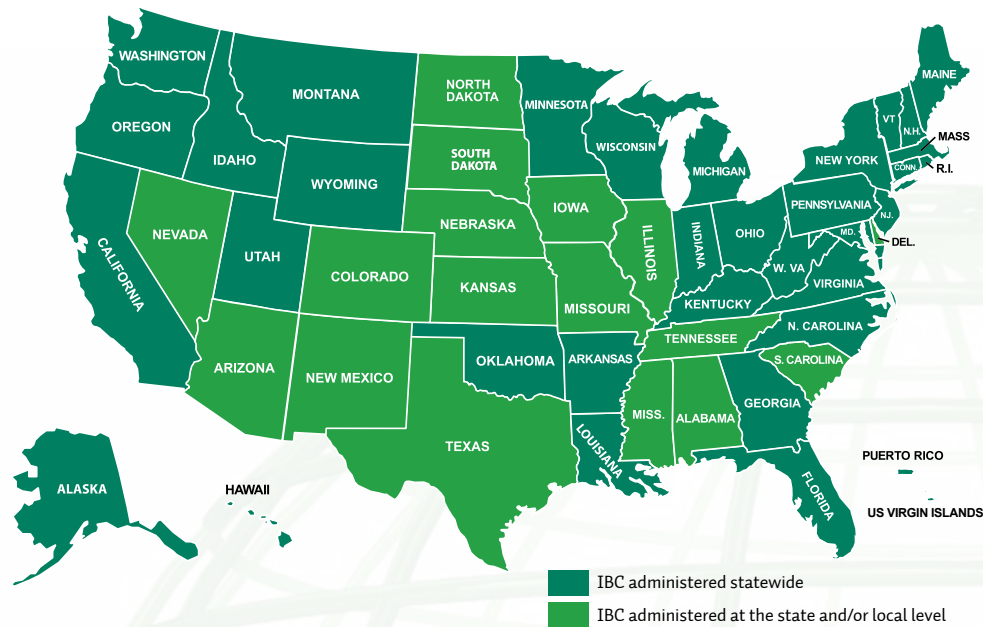 WASHINGTON
MONTANA
NORTH
DAKOTA
MINNESOTA
MAINE
OREGON
IDAHO
SOUTH
DAKOTA
WISCONSIN
MICHIGAN
VT
N.H.
MASS
NEW YORK
CONN.
R.I.
WYOMING
NEVADA
UTAH
NEBRASKA
IOWA
ILLINOIS
INDIANA
OHIO
PENNSYLVANIA
NJ.
MD.
DEL.
CALIFORNIA
COLORADO
KANSAS
MISSOURI
W. VA
VIRGINIA
KENTUCKY
ARIZONA
NEW MEXICO
OKLAHOMA
ARKANSAS
TENNESSEE
N. CAROLINA
S. CAROLINA
TEXAS
MISS.
ALABAMA
GEORGIA
LOUISIANA
FLORIDA
PUERTO RICO
US VIRGIN ISLANDS
ALASKA
HAWAII
IBC administered statewide
IBC administered at the state and/or local level